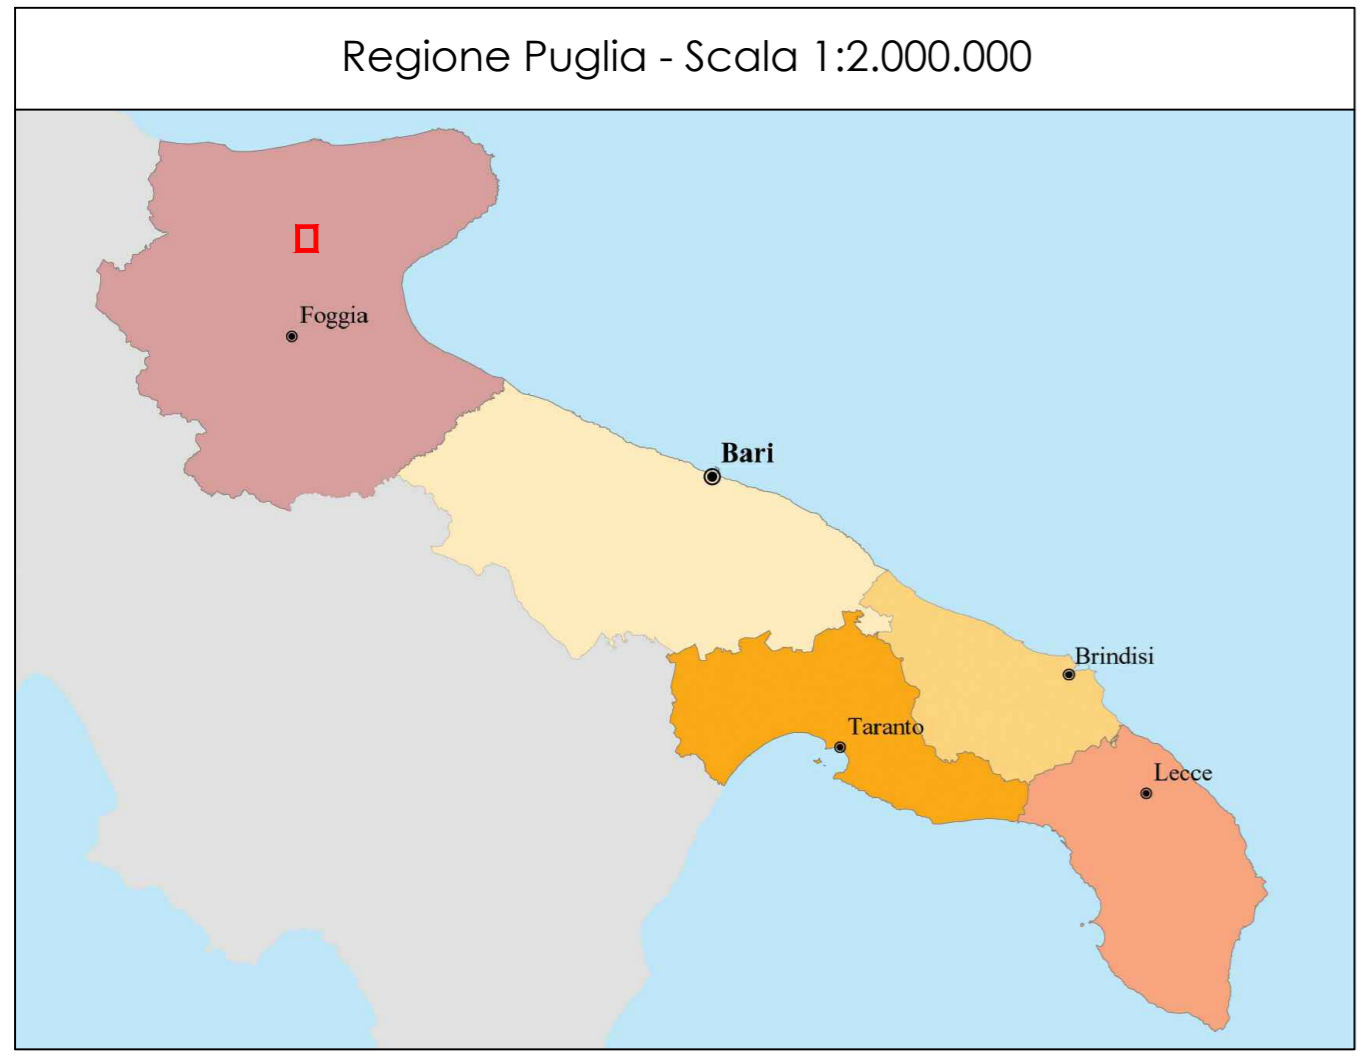 Regione Puglia - Scala 1:2.000.000
Foggia
Bari
Brindisi
Taranto
Lecce